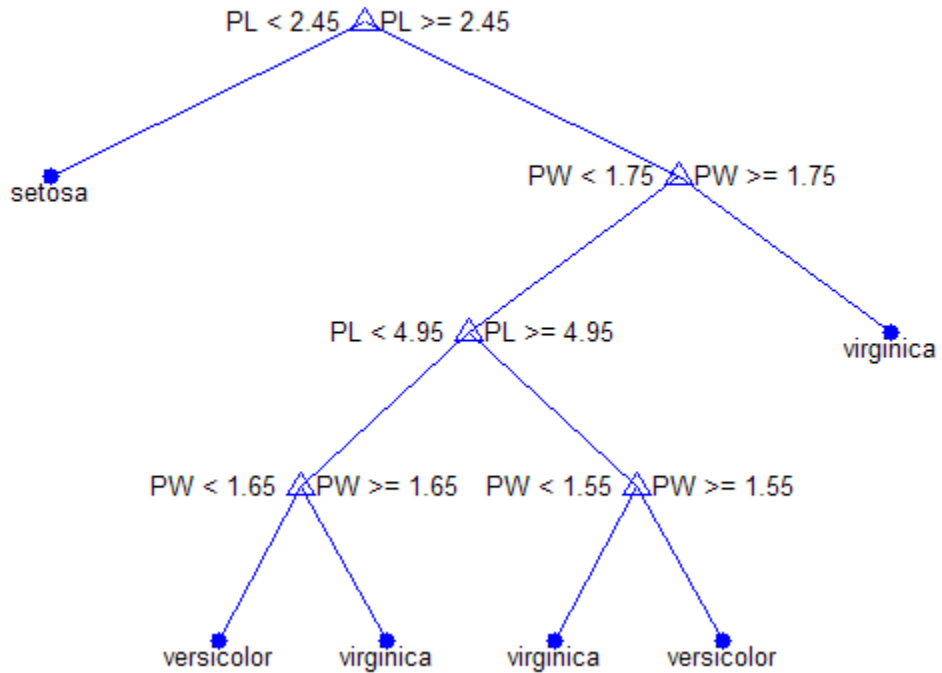 PL < 2.45 PL >= 2.45
setosa
PW < 1.75 PW >= 1.75
PL < 4.95 PL >= 4.95
virginica
PW < 1.65 PW >= 1.65 PW < 1.55 PW >= 1.55
versicolor virginica virginica versicolor